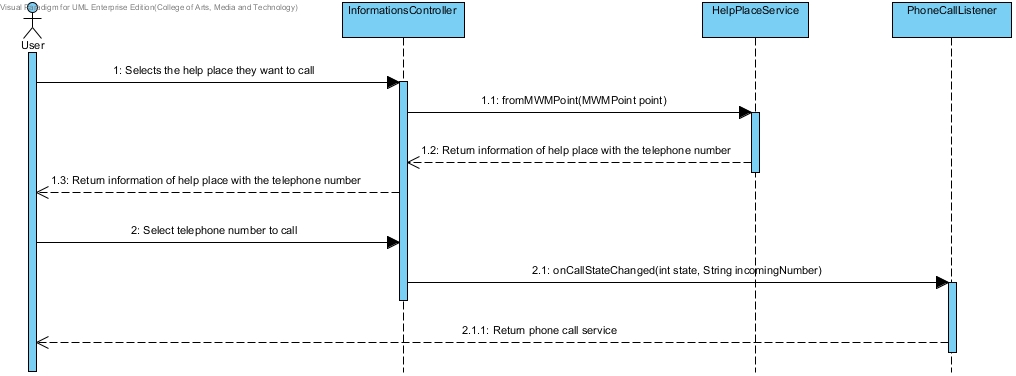 Visual Paradigm for UML Enterprise Edition(College of Arts, Media and Technology)
InformationsController
HelpPlaceService
PhoneCallListener
User
1: Selects the help place they want to call
1.1: fromMWMPoint(MWMPoint point)
1.2: Return information of help place with the telephone number
1.3: Return information of help place with the telephone number
2: Select telephone number to call
2.1: onCallStateChanged(int state, String incomingNumber)
2.1.1: Return phone call service